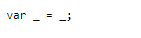 var _ = _;